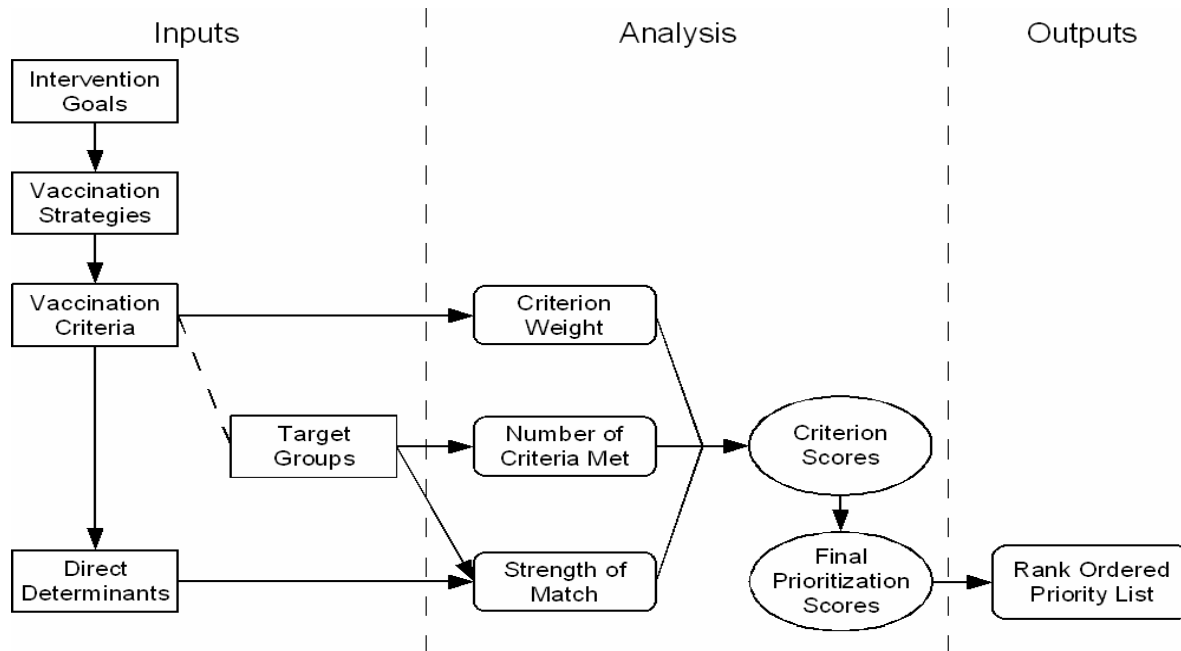 Inputs
Analysis
Outputs
Intervention
Goals
Vaccination
Strategies
Vaccination
Criteria
Criterion
Weight
Target
Groups
Number of
Criteria Met
Criterion
Scores
Direct
Determinants
Strength of
Match
Final
Prioritization
Scores
Rank Ordered
Priority List